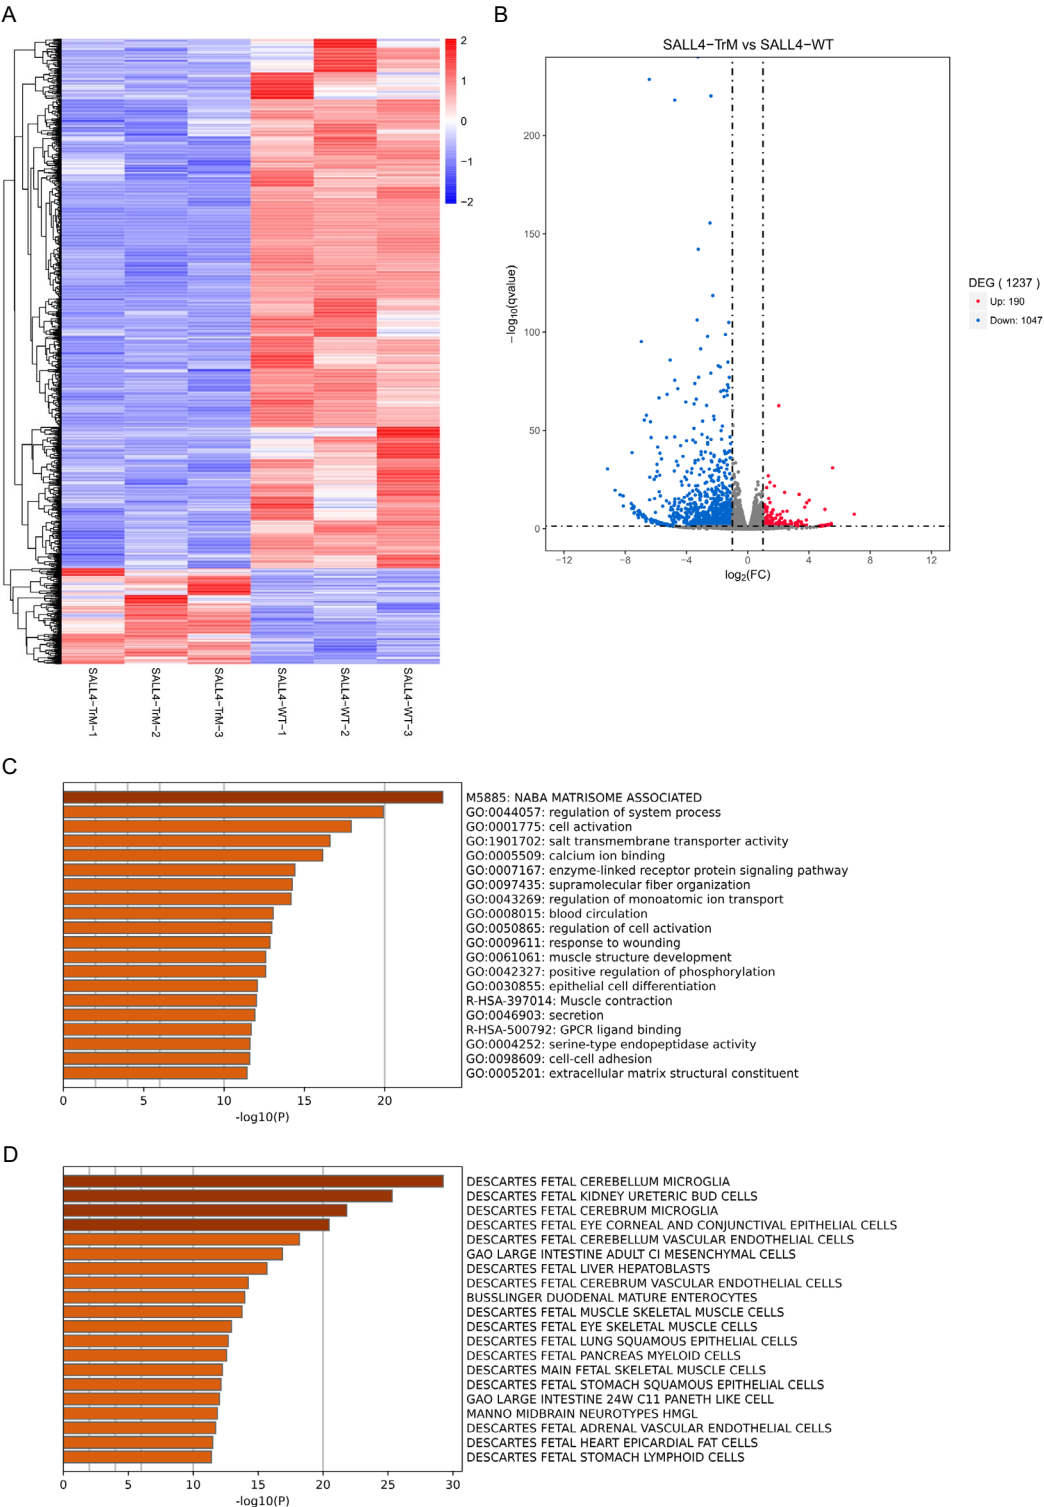 A
2
1
0
−1
−2
SALL4−TrM−1
SALL4−TrM−2
SALL4−TrM−3
SALL4−WT−1
SALL4−WT−2
SALL4−WT−3
B
SALL4−TrM vs SALL4−WT
200
150
100
50
0
−log10(qvalue)
−12 −8 −4 0 4 8 12
log2(FC)
DEG ( 1237 )
Up: 190
Down: 1047
C
M5885: NABA MATRISOME ASSOCIATED
GO:0044057: regulation of system process
GO:0001775: cell activation
GO:1901702: salt transmembrane transporter activity
GO:0005509: calcium ion binding
GO:0007167: enzyme-linked receptor protein signaling pathway
GO:0097435: supramolecular fiber organization
GO:0043269: regulation of monoatomic ion transport
GO:0008015: blood circulation
GO:0050865: regulation of cell activation
GO:0009611: response to wounding
GO:0061061: muscle structure development
GO:0042327: positive regulation of phosphorylation
GO:0030855: epithelial cell differentiation
R-HSA-397014: Muscle contraction
GO:0046903: secretion
R-HSA-500792: GPCR ligand binding
GO:0004252: serine-type endopeptidase activity
GO:0098609: cell-cell adhesion
GO:0005201: extracellular matrix structural constituent
0 5 10 15 20
-log10(P)
D
DESCARTES FETAL CEREBELLUM MICROGLIA
DESCARTES FETAL KIDNEY URETERIC BUD CELLS
DESCARTES FETAL CEREBRUM MICROGLIA
DESCARTES FETAL EYE CORNEAL AND CONJUNCTIVAL EPITHELIAL CELLS
DESCARTES FETAL CEREBELLUM VASCULAR ENDOTHELIAL CELLS
GAO LARGE INTESTINE ADULT CI MESENCHYMAL CELLS
DESCARTES FETAL LIVER HEPATOBLASTS
DESCARTES FETAL CEREBRUM VASCULAR ENDOTHELIAL CELLS
BUSSLINGER DUODENAL MATURE ENTEROCYTES
DESCARTES FETAL MUSCLE SKELETAL MUSCLE CELLS
DESCARTES FETAL EYE SKELETAL MUSCLE CELLS
DESCARTES FETAL LUNG SQUAMOUS EPITHELIAL CELLS
DESCARTES FETAL PANCREAS MYELOID CELLS
DESCARTES MAIN FETAL SKELETAL MUSCLE CELLS
DESCARTES FETAL STOMACH SQUAMOUS EPITHELIAL CELLS
GAO LARGE INTESTINE 24W C11 PANETH LIKE CELL
MANNO MIDBRAIN NEUROTYPES HMGL
DESCARTES FETAL ADRENAL VASCULAR ENDOTHELIAL CELLS
DESCARTES FETAL HEART EPICARDIAL FAT CELLS
DESCARTES FETAL STOMACH LYMPHOID CELLS
0 5 10 15 20 25 30
-log10(P)